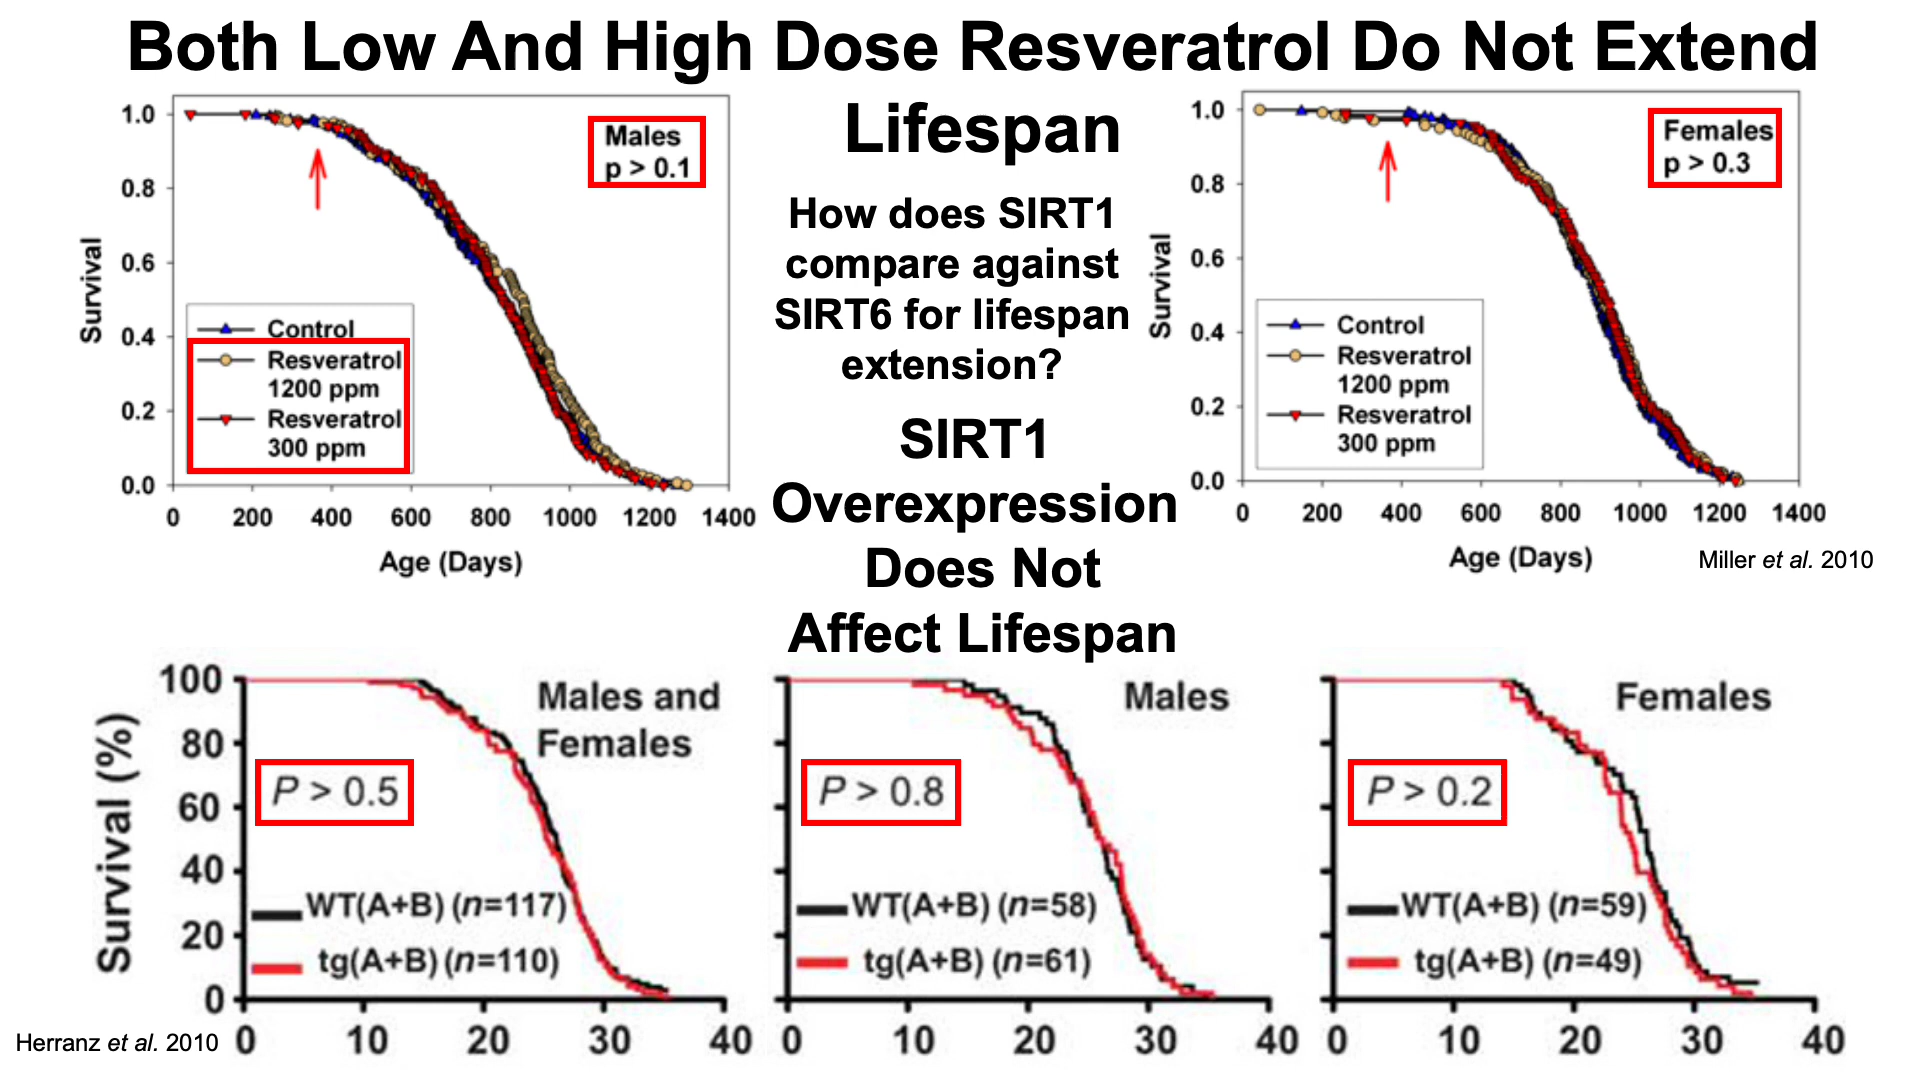 Both Low And High Dose Resveratrol Do Not Extend
Lifespan
1.0
0.8
0.6
0.4
0.2
0.0
Survival
Males
p > 0.1
Control
Resveratrol
1200 ppm
Resveratrol
300 ppm
0 200 400 600 800 1000 1200 1400
Age (Days)
How does SIRT1
compare against
SIRT6 for lifespan
extension?
SIRT1
Overexpression
Does Not
Affect Lifespan
1.0
0.8
0.6
0.4
0.2
0.0
Survival
Females
p > 0.3
Control
Resveratrol
1200 ppm
Resveratrol
300 ppm
0 200 400 600 800 1000 1200 1400
Age (Days)
Miller et al. 2010
100
80
60
40
20
0
Survival (%)
Males and
Females
P > 0.5
WT(A+B) (n=117)
tg(A+B) (n=110)
0 10 20 30 40
Males
P > 0.8
WT(A+B) (n=58)
tg(A+B) (n=61)
0 10 20 30 40
Females
P > 0.2
WT(A+B) (n=59)
tg(A+B) (n=49)
0 10 20 30 40
Herranz et al. 2010